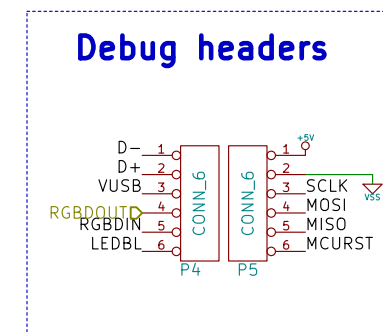 Debug headers
D- 1
D+ 2
VUSB 3
RGBDOUT 4
RGBDIN 5
LEDBL 6
CONN_6
P4
1 +5V
2 VSS
3 SCLK
4 MOSI
5 MISO
6 MCURST
CONN_6
P5